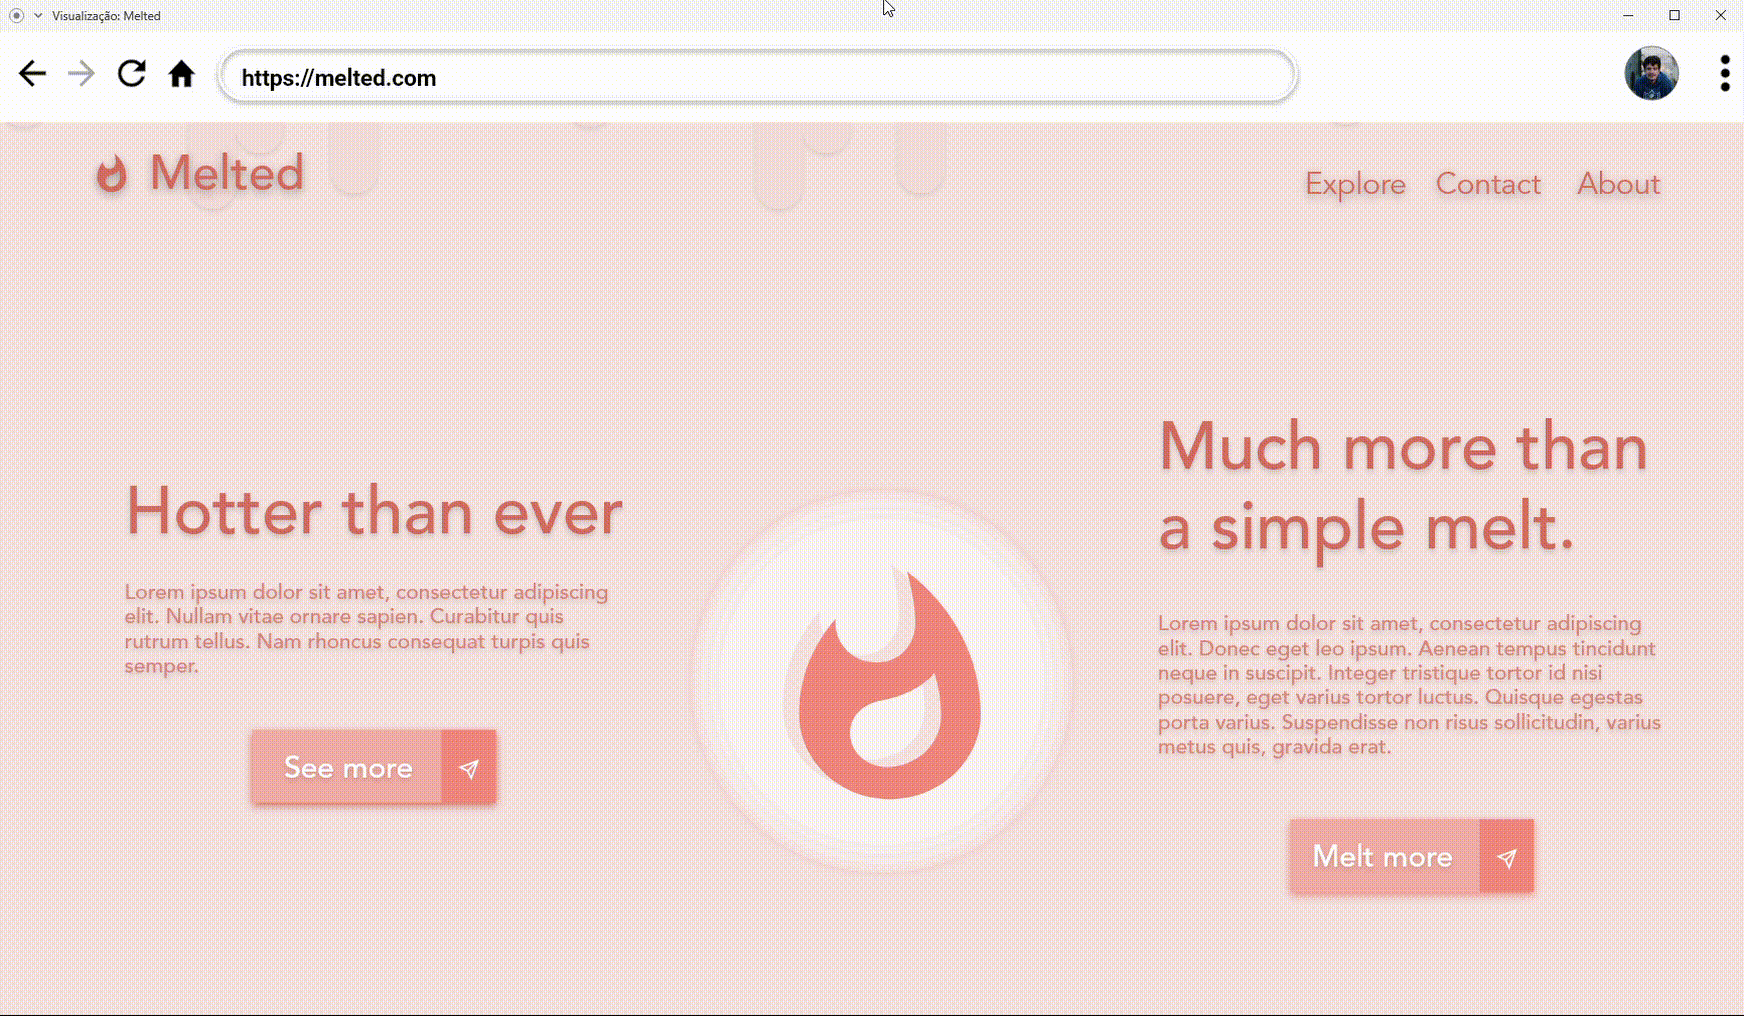 Visualização: Melted
https://melted.com
Melted
Explore Contact About
Hotter than ever
Lorem ipsum dolor sit amet, consectetur adipiscing
elit. Nullam vitae ornare sapien. Curabitur quis
rutrum tellus. Nam rhoncus consequat turpis quis
semper.
See more
Much more than
a simple melt.
Lorem ipsum dolor sit amet, consectetur adipiscing
elit. Donec eget leo ipsum. Aenean tempus tincidunt
neque in suscipit. Integer tristique tortor id nisi
posuere, eget varius tortor luctus. Quisque egestas
porta varius. Suspendisse non risus sollicitudin, varius
metus quis, gravida erat.
Melt more